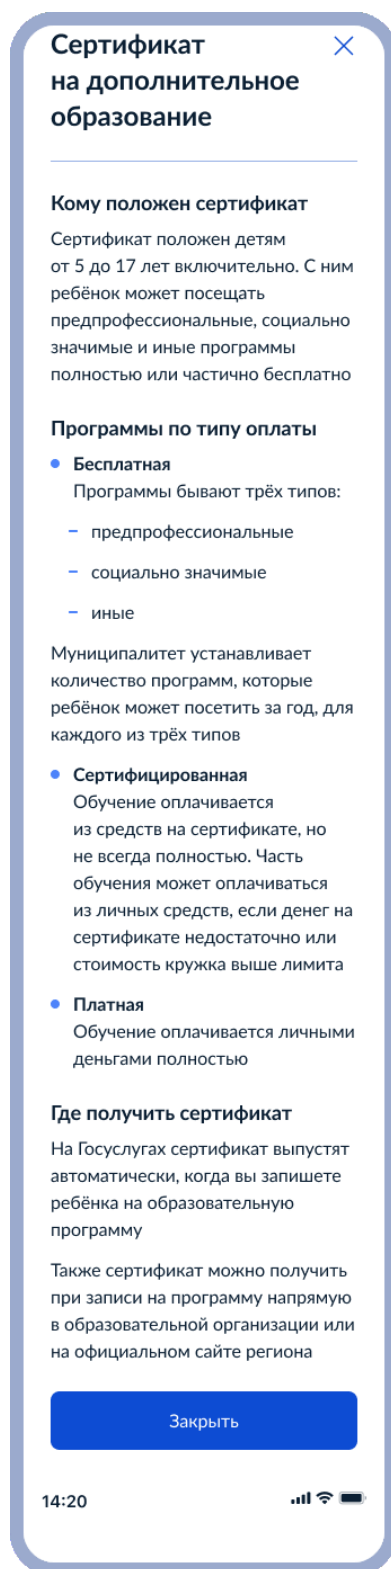 Сертификат
на дополнительное
образование
Кому положен сертификат
Сертификат положен детям
от 5 до 17 лет включительно. С ним
ребёнок может посещать
предпрофессиональные, социально
значимые и иные программы
полностью или частично бесплатно
Программы по типу оплаты
Бесплатная
Программы бывают трёх типов:
– предпрофессиональные
– социально значимые
– иные
Муниципалитет устанавливает
количество программ, которые
ребёнок может посетить за год, для
каждого из трёх типов
Сертифицированная
Обучение оплачивается
из средств на сертификате, но
не всегда полностью. Часть
обучения может оплачиваться
из личных средств, если денег на
сертификате недостаточно или
стоимость кружка выше лимита
Платная
Обучение оплачивается личными
деньгами полностью
Где получить сертификат
На Госуслугах сертификат выпустят
автоматически, когда вы запишете
ребёнка на образовательную
программу
Также сертификат можно получить
при записи на программу напрямую
в образовательной организации или
на официальном сайте региона
Закрыть
14:20